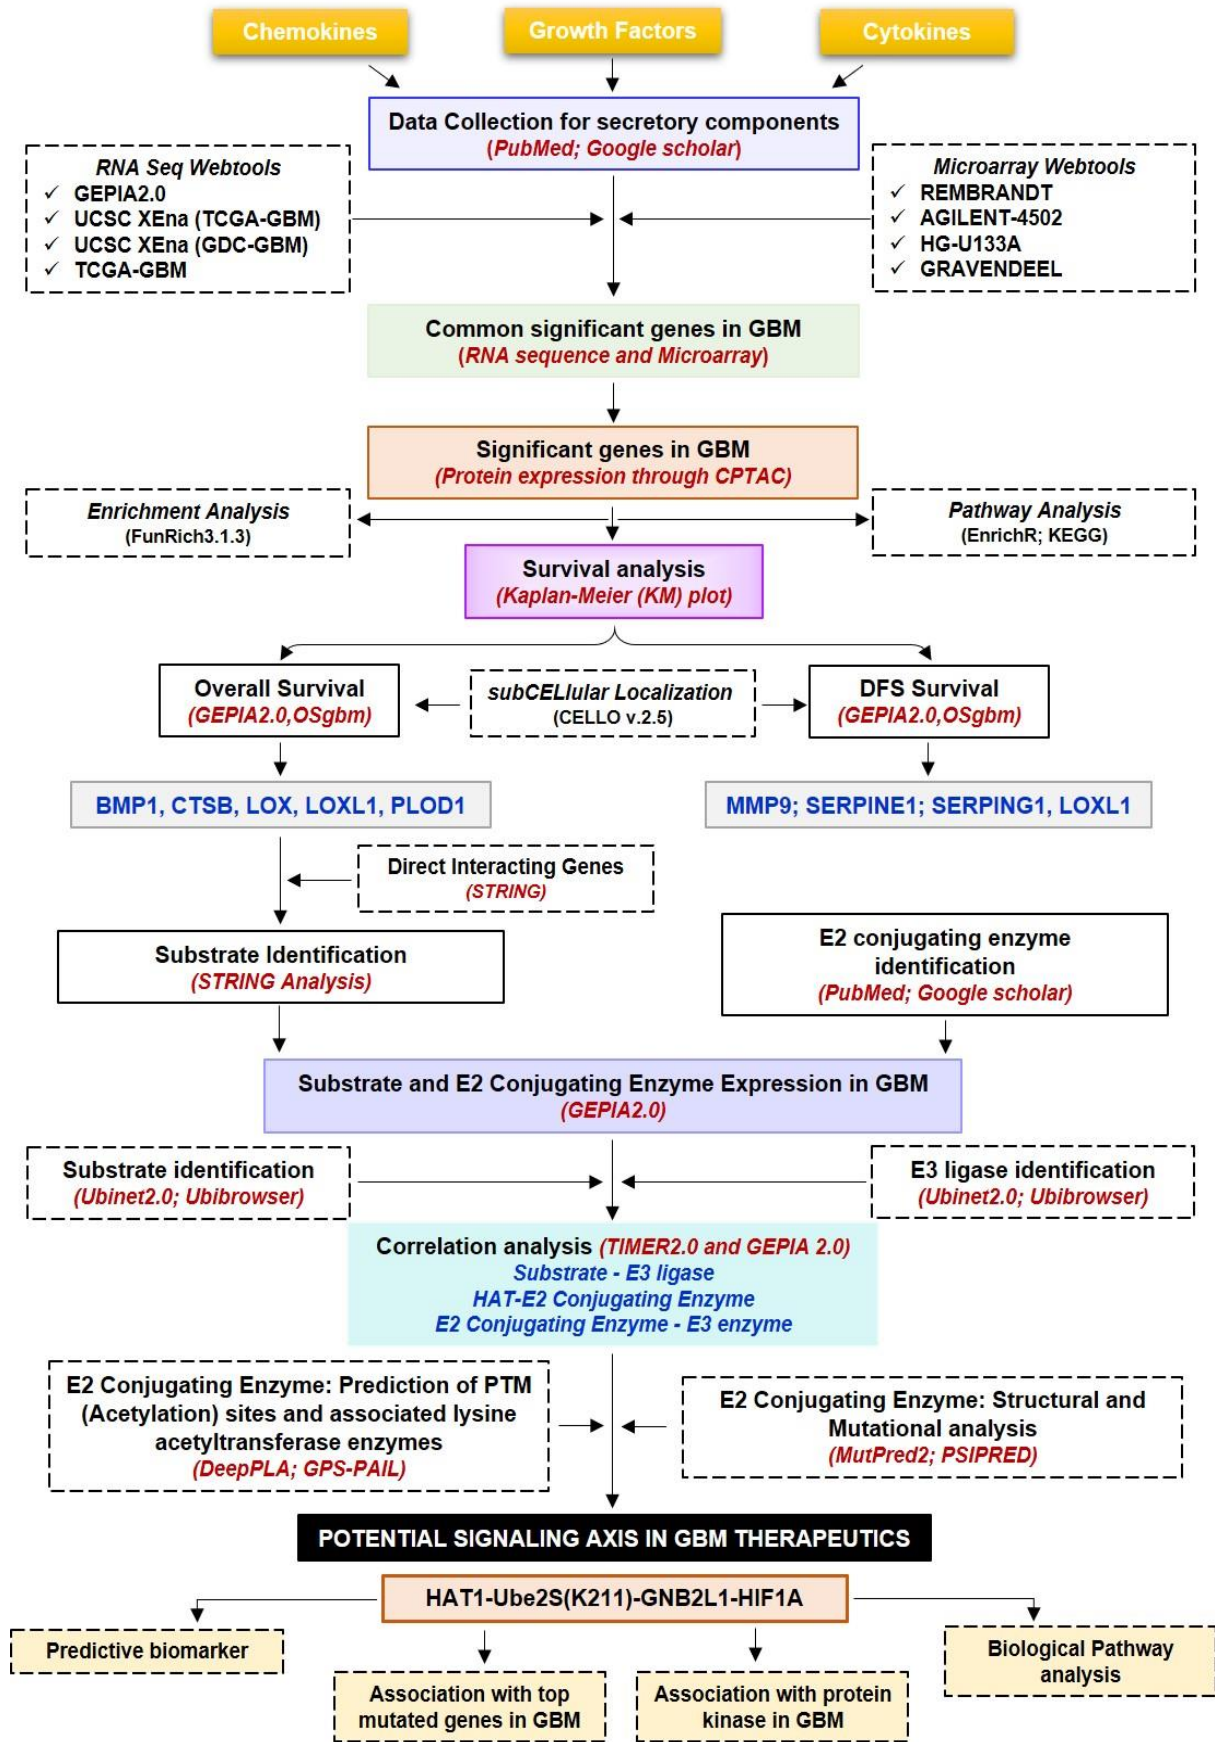 Chemokines
Growth Factors
Cytokines
Data Collection for secretory components
(PubMed; Google scholar)
RNA Seq Webtools
✓ GEPIA2.0
✓ UCSC XEna (TCGA-GBM)
✓ UCSC XEna (GDC-GBM)
✓ TCGA-GBM
Microarray Webtools
✓ REMBRANDT
✓ AGILENT-4502
✓ HG-U133A
✓ GRAVENDEEL
Common significant genes in GBM
(RNA sequence and Microarray)
Significant genes in GBM
(Protein expression through CPTAC)
Enrichment Analysis
(FunRich3.1.3)
Pathway Analysis
(EnrichR; KEGG)
Survival analysis
(Kaplan-Meier (KM) plot)
Overall Survival
(GEPIA2.0,OSgbm)
subCELlular Localization
(CELLO v.2.5)
DFS Survival
(GEPIA2.0,OSgbm)
BMP1, CTSB, LOX, LOXL1, PLOD1
MMP9; SERPINE1; SERPING1, LOXL1
Direct Interacting Genes
(STRING)
Substrate Identification
(STRING Analysis)
E2 conjugating enzyme
identification
(PubMed; Google scholar)
Substrate and E2 Conjugating Enzyme Expression in GBM
(GEPIA2.0)
Substrate identification
(Ubinet2.0; Ubibrowser)
E3 ligase identification
(Ubinet2.0; Ubibrowser)
Correlation analysis (TIMER2.0 and GEPIA 2.0)
Substrate - E3 ligase
HAT-E2 Conjugating Enzyme
E2 Conjugating Enzyme - E3 enzyme
E2 Conjugating Enzyme: Prediction of PTM
(Acetylation) sites and associated lysine
acetyltransferase enzymes
(DeepPLA; GPS-PAIL)
E2 Conjugating Enzyme: Structural and
Mutational analysis
(MutPred2; PSIPRED)
POTENTIAL SIGNALING AXIS IN GBM THERAPEUTICS
HAT1-Ube2S(K211)-GNB2L1-HIF1A
Predictive biomarker
Association with top
mutated genes in GBM
Association with protein
kinase in GBM
Biological Pathway
analysis